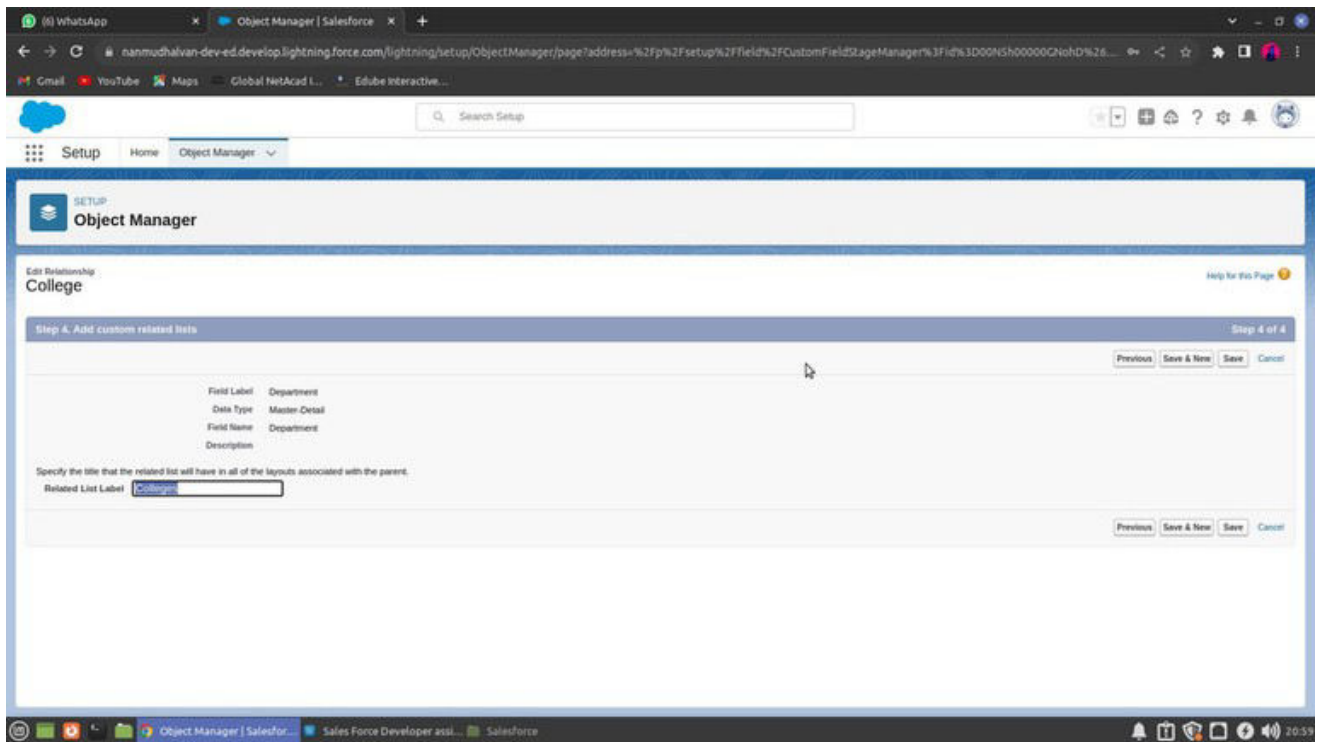 (6) WhatsApp
Object Manager | Salesforce
nanmudhalvan-dev-ed.develop.lightning.force.com/lightning/setup/ObjectManager/page?address=%2Fp%2Fsetup%2Ffield%2FCustomFieldStageManager%3Fid%3D00NSh00000GNohD%26...
Gmail YouTube Maps Global NetAcad I... Edube Interactive...
Search Setup
Setup Home Object Manager
SETUP
Object Manager
Edit Relationship
College
Help for this Page
Step 4. Add custom related lists Step 4 of 4
Previous Save & New Save Cancel
Field Label Department
Data Type Master-Detail
Field Name Department
Description
Specify the title that the related list will have in all of the layouts associated with the parent.
Related List Label Colleges
Previous Save & New Save Cancel
Object Manager | Salesfor... Sales Force Developer assi... Salesforce 20:59